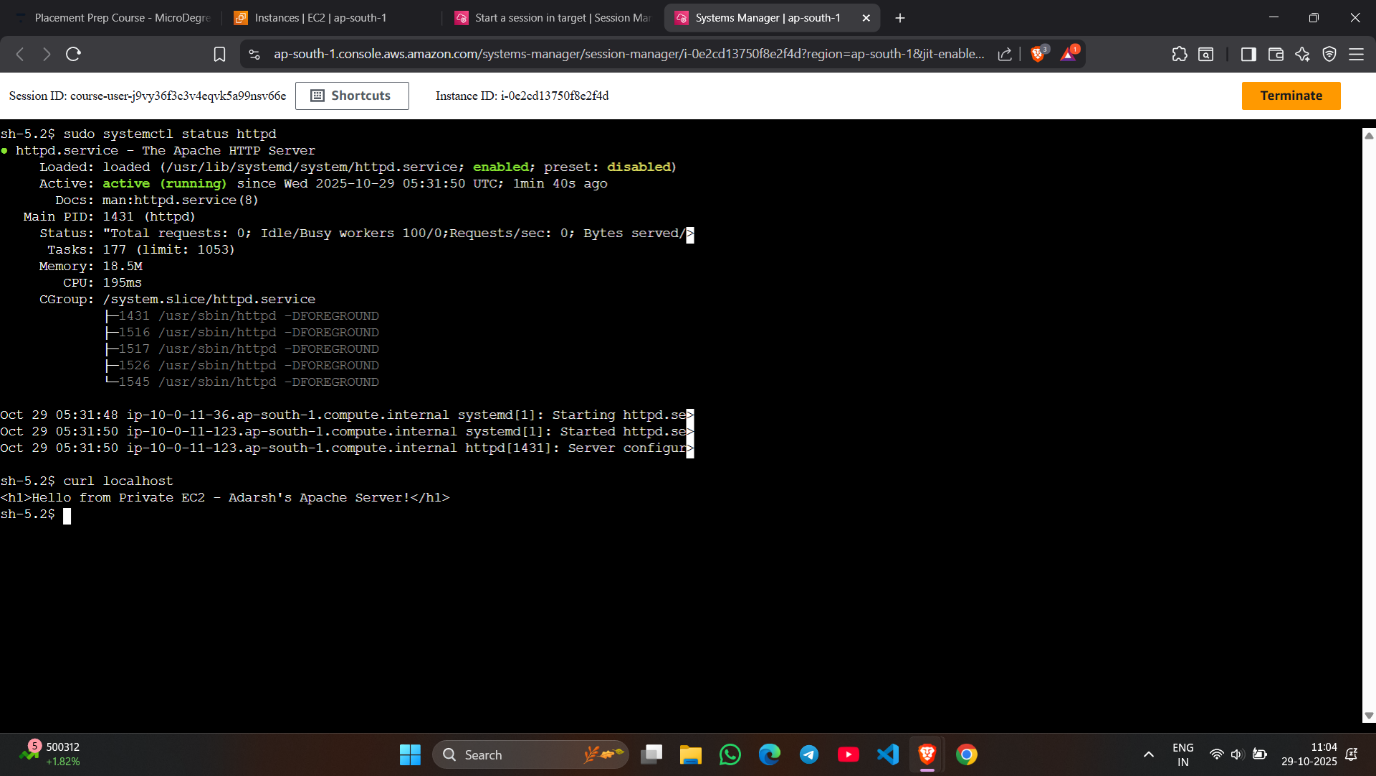 Placement Prep Course - MicroDegre
Instances | EC2 | ap-south-1
Start a session in target | Session Mar
Systems Manager | ap-south-1
ap-south-1.console.aws.amazon.com/systems-manager/session-manager/i-0e2cd13750f8e2f4d?region=ap-south-1&jit-enable...
3
1
Session ID: course-user-j9vy36f3c3v4eqvk5a99nsv66e
Shortcuts
Instance ID: i-0e2cd13750f8e2f4d
Terminate
sh-5.2$ sudo systemctl status httpd
● httpd.service - The Apache HTTP Server
Loaded: loaded (/usr/lib/systemd/system/httpd.service; enabled; preset: disabled)
Active: active (running) since Wed 2025-10-29 05:31:50 UTC; 1min 40s ago
Docs: man:httpd.service(8)
Main PID: 1431 (httpd)
Status: "Total requests: 0; Idle/Busy workers 100/0;Requests/sec: 0; Bytes served/>
Tasks: 177 (limit: 1053)
Memory: 18.5M
CPU: 195ms
CGroup: /system.slice/httpd.service
├─1431 /usr/sbin/httpd -DFOREGROUND
├─1516 /usr/sbin/httpd -DFOREGROUND
├─1517 /usr/sbin/httpd -DFOREGROUND
├─1526 /usr/sbin/httpd -DFOREGROUND
└─1545 /usr/sbin/httpd -DFOREGROUND
Oct 29 05:31:48 ip-10-0-11-36.ap-south-1.compute.internal systemd[1]: Starting httpd.se>
Oct 29 05:31:50 ip-10-0-11-123.ap-south-1.compute.internal systemd[1]: Started httpd.se>
Oct 29 05:31:50 ip-10-0-11-123.ap-south-1.compute.internal httpd[1431]: Server configur>
sh-5.2$ curl localhost
<h1>Hello from Private EC2 - Adarsh's Apache Server!</h1>
sh-5.2$
5
500312
+1.82%
Search
ENG
IN
11:04
29-10-2025